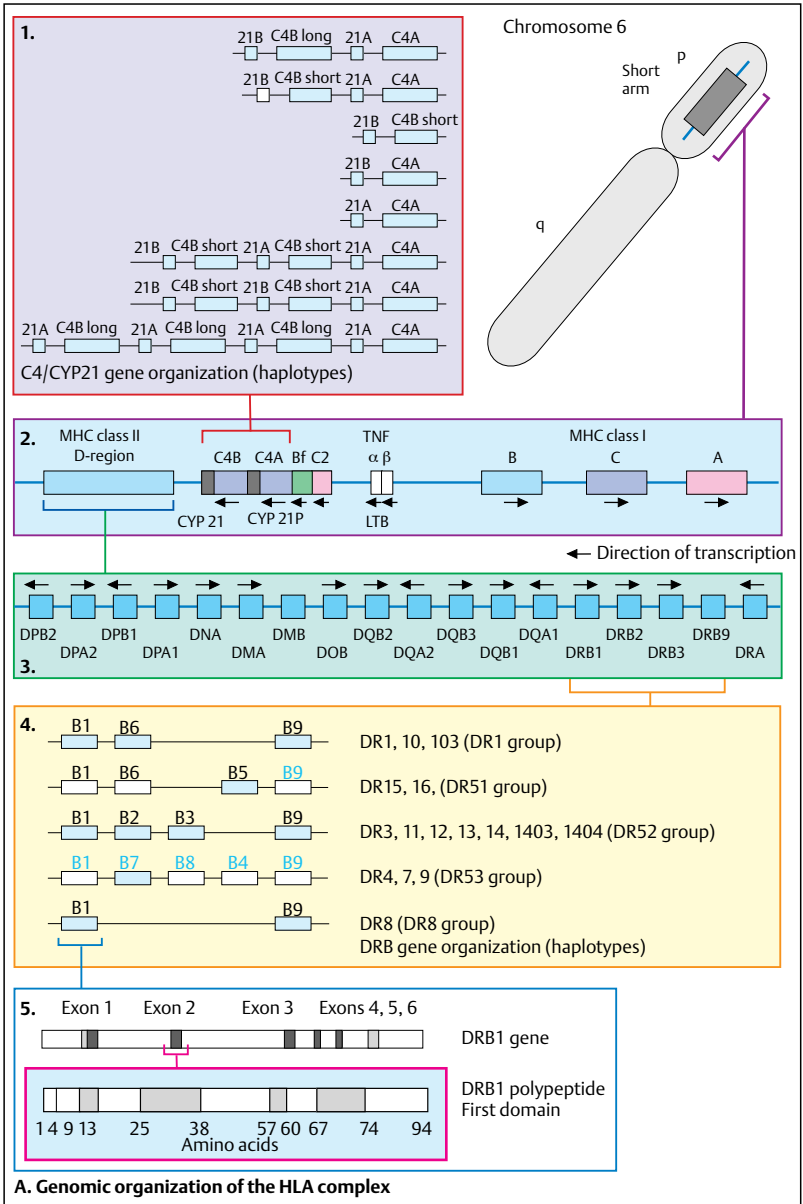 1.
21B C4B long 21A C4A
21B C4B short 21A C4A
21B C4B short
21B C4A
21A C4A
21B C4B short 21A C4B short 21A C4A
21B C4B short 21B C4B short 21A C4A
21A C4B long 21A C4B long 21A C4B long 21A C4A
C4/CYP21 gene organization (haplotypes)
Chromosome 6
p
Short
arm
q
2.
MHC class II
D-region
C4B C4A Bf C2
TNF
α β
MHC class I
B C A
CYP 21 CYP 21P LTB
Direction of transcription
DPB2 DPB1 DNA DMB DQB2 DQB3 DQA1 DRB2 DRB9
DPA2 DPA1 DMA DOB DQA2 DQB1 DRB1 DRB3 DRA
3.
4.
B1 B6 B9
DR1, 10, 103 (DR1 group)
B1 B6 B5 B9
DR15, 16, (DR51 group)
B1 B2 B3 B9
DR3, 11, 12, 13, 14, 1403, 1404 (DR52 group)
B1 B7 B8 B4 B9
DR4, 7, 9 (DR53 group)
B1 B9
DR8 (DR8 group)
DRB gene organization (haplotypes)
5.
Exon 1 Exon 2 Exon 3 Exons 4, 5, 6
DRB1 gene
DRB1 polypeptide
First domain
1 4 9 13 25 38 57 60 67 74 94
Amino acids
A. Genomic organization of the HLA complex